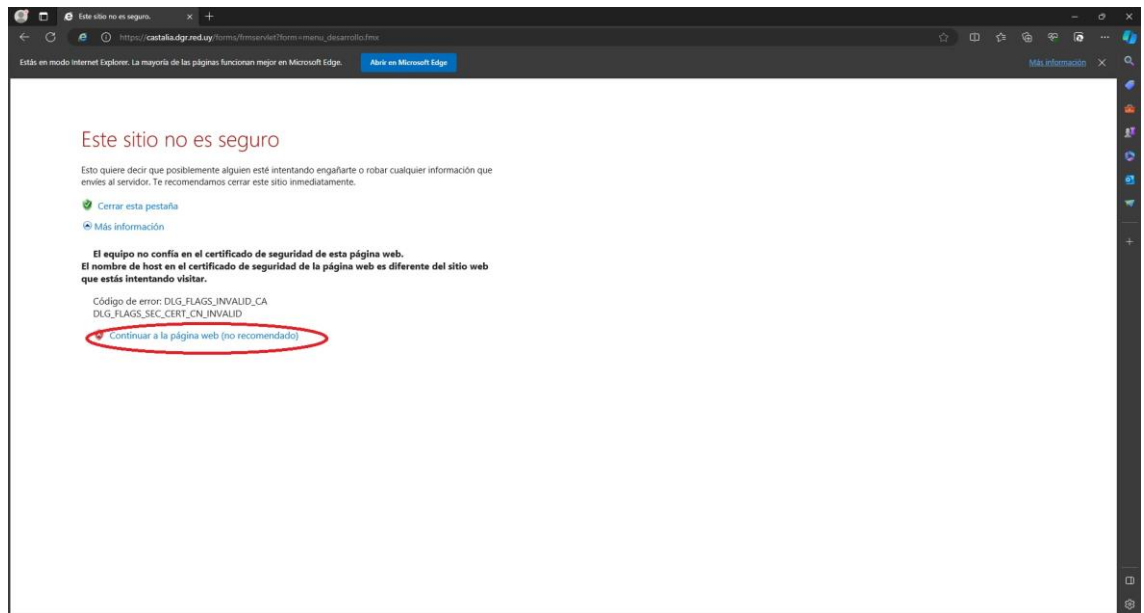 Este sitio no es seguro.
https://castalia.dgr.red.uy/forms/frmservlet?form=menu_desarrollo.fmx
Estás en modo Internet Explorer. La mayoría de las páginas funcionan mejor en Microsoft Edge.
Abrir en Microsoft Edge
Más información
Este sitio no es seguro
Esto quiere decir que posiblemente alguien esté intentando engañarte o robar cualquier información que
envíes al servidor. Te recomendamos cerrar este sitio inmediatamente.
Cerrar esta pestaña
Más información
El equipo no confía en el certificado de seguridad de esta página web.
El nombre de host en el certificado de seguridad de la página web es diferente del sitio web
que estás intentando visitar.
Código de error: DLG_FLAGS_INVALID_CA
DLG_FLAGS_SEC_CERT_CN_INVALID
Continuar a la página web (no recomendado)